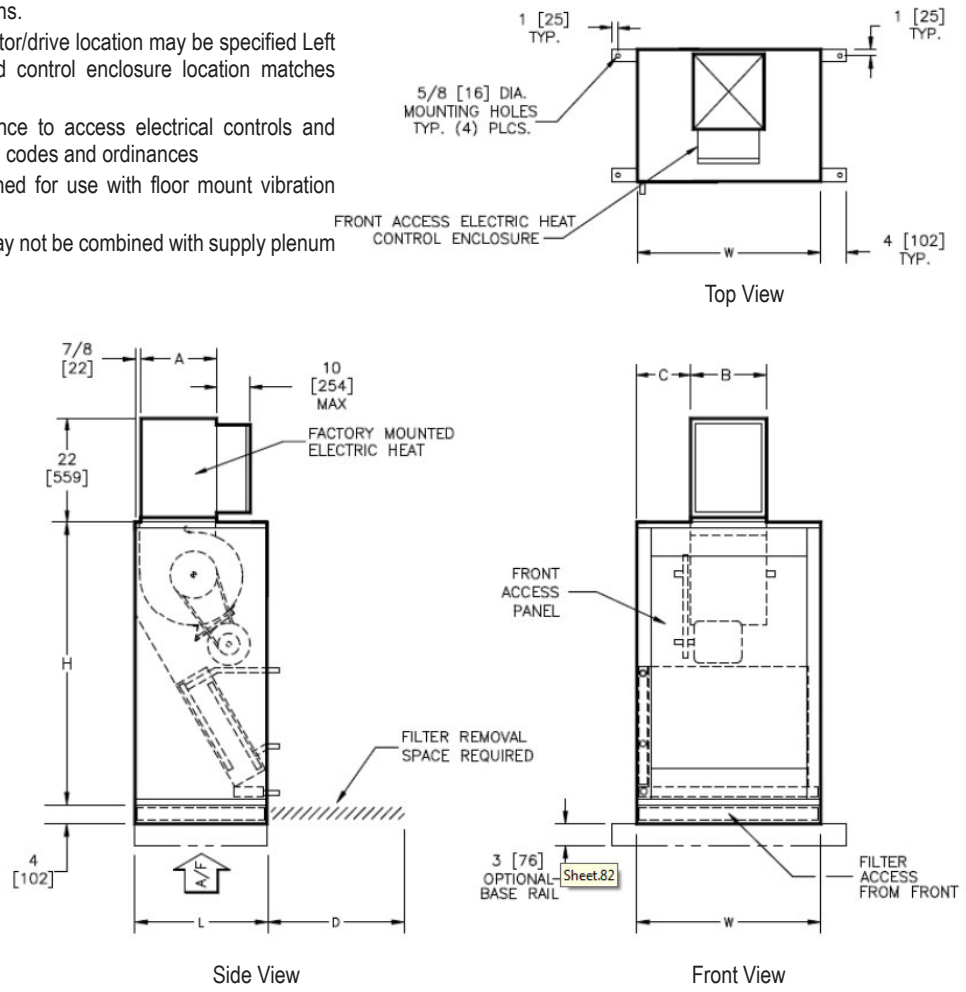 ns.
tor/drive location may be specified Left
d control enclosure location matches
nce to access electrical controls and
codes and ordinances
ned for use with floor mount vibration
ay not be combined with supply plenum
1 [25]
TYP.
1 [25]
TYP.
5/8 [16] DIA.
MOUNTING HOLES
TYP. (4) PLCS.
FRONT ACCESS ELECTRIC HEAT
CONTROL ENCLOSURE
W
4 [102]
TYP.
Top View
7/8
[22]
A
10
[254]
MAX
FACTORY MOUNTED
ELECTRIC HEAT
22
[559]
H
FILTER REMOVAL
SPACE REQUIRED
4
[102]
A/F
L
D
Side View
C
B
FRONT
ACCESS
PANEL
3 [76]
OPTIONAL
BASE RAIL
Sheet.82
FILTER
ACCESS
FROM FRONT
W
Front View